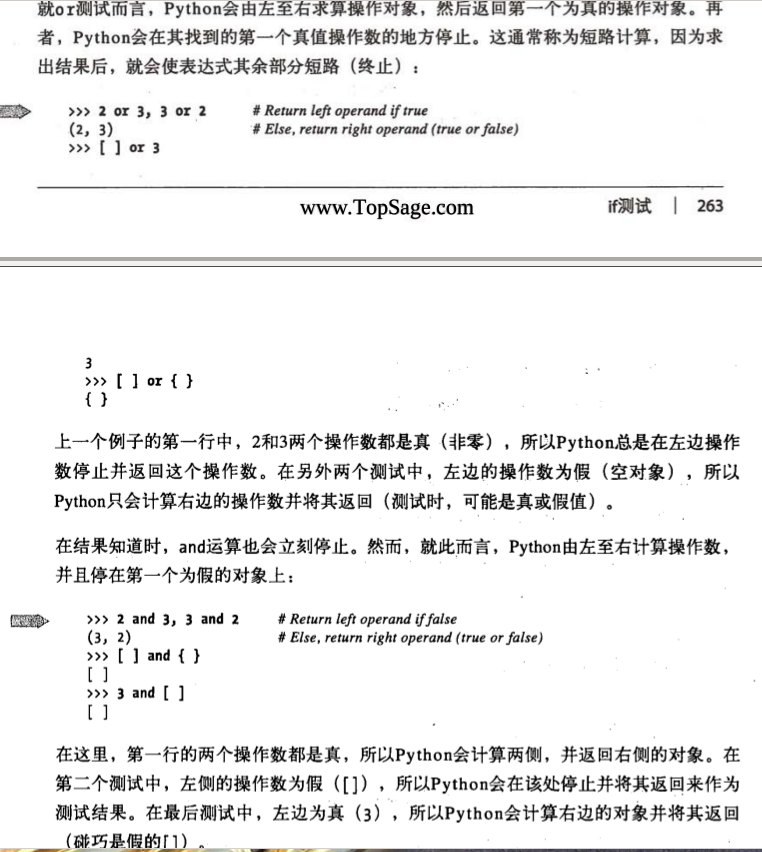 就or测试而言，Python会由左至右求算操作对象，然后返回第一个为真的操作对象。再
者，Python会在其找到的第一个真值操作数的地方停止。这通常称为短路计算，因为求
出结果后，就会使表达式其余部分短路（终止）：
>>> 2 or 3, 3 or 2 # Return left operand if true
(2, 3) # Else, return right operand (true or false)
>>> [ ] or 3
www.TopSage.com if测试 | 263
3
>>> [ ] or { }
{ }
上一个例子的第一行中，2和3两个操作数都是真（非零），所以Python总是在左边操作
数停止并返回这个操作数。在另外两个测试中，左边的操作数为假（空对象），所以
Python只会计算右边的操作数并将其返回（测试时，可能是真或假值）。
在结果知道时，and运算也会立刻停止。然而，就此而言，Python由左至右计算操作数，
并且停在第一个为假的对象上：
>>> 2 and 3, 3 and 2 # Return left operand if false
(3, 2) # Else, return right operand (true or false)
>>> [ ] and { }
[ ]
>>> 3 and [ ]
[ ]
在这里，第一行的两个操作数都是真，所以Python会计算两侧，并返回右侧的对象。在
第二个测试中，左侧的操作数为假（[]），所以Python会在该处停止并将其返回来作为
测试结果。在最后测试中，左边为真（3），所以Python会计算右边的对象并将其返回
（碰巧是假的[]）。